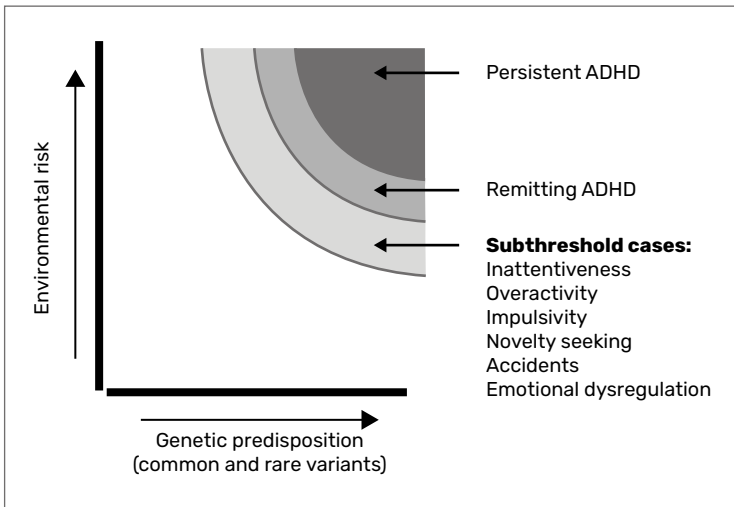 Persistent ADHD
Remitting ADHD
Subthreshold cases:
Inattentiveness
Overactivity
Impulsivity
Novelty seeking
Accidents
Emotional dysregulation
Environmental risk
Genetic predisposition
(common and rare variants)